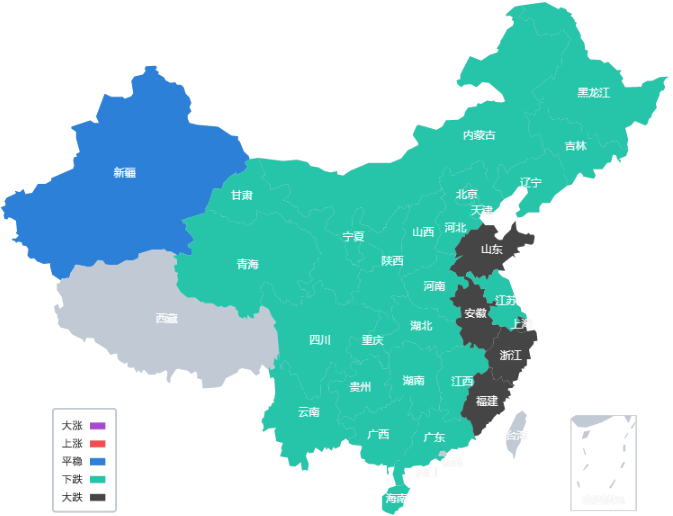 黑龙江
内蒙古
吉林
新疆
辽宁
甘肃
北京
天津
山西
河北
宁夏
山东
陕西
青海
河南
江苏
安徽
西藏
上海
湖北
四川
重庆
浙江
湖南
江西
贵州
福建
云南
广西
广东
台湾
海南
大涨
上涨
平稳
下跌
大跌